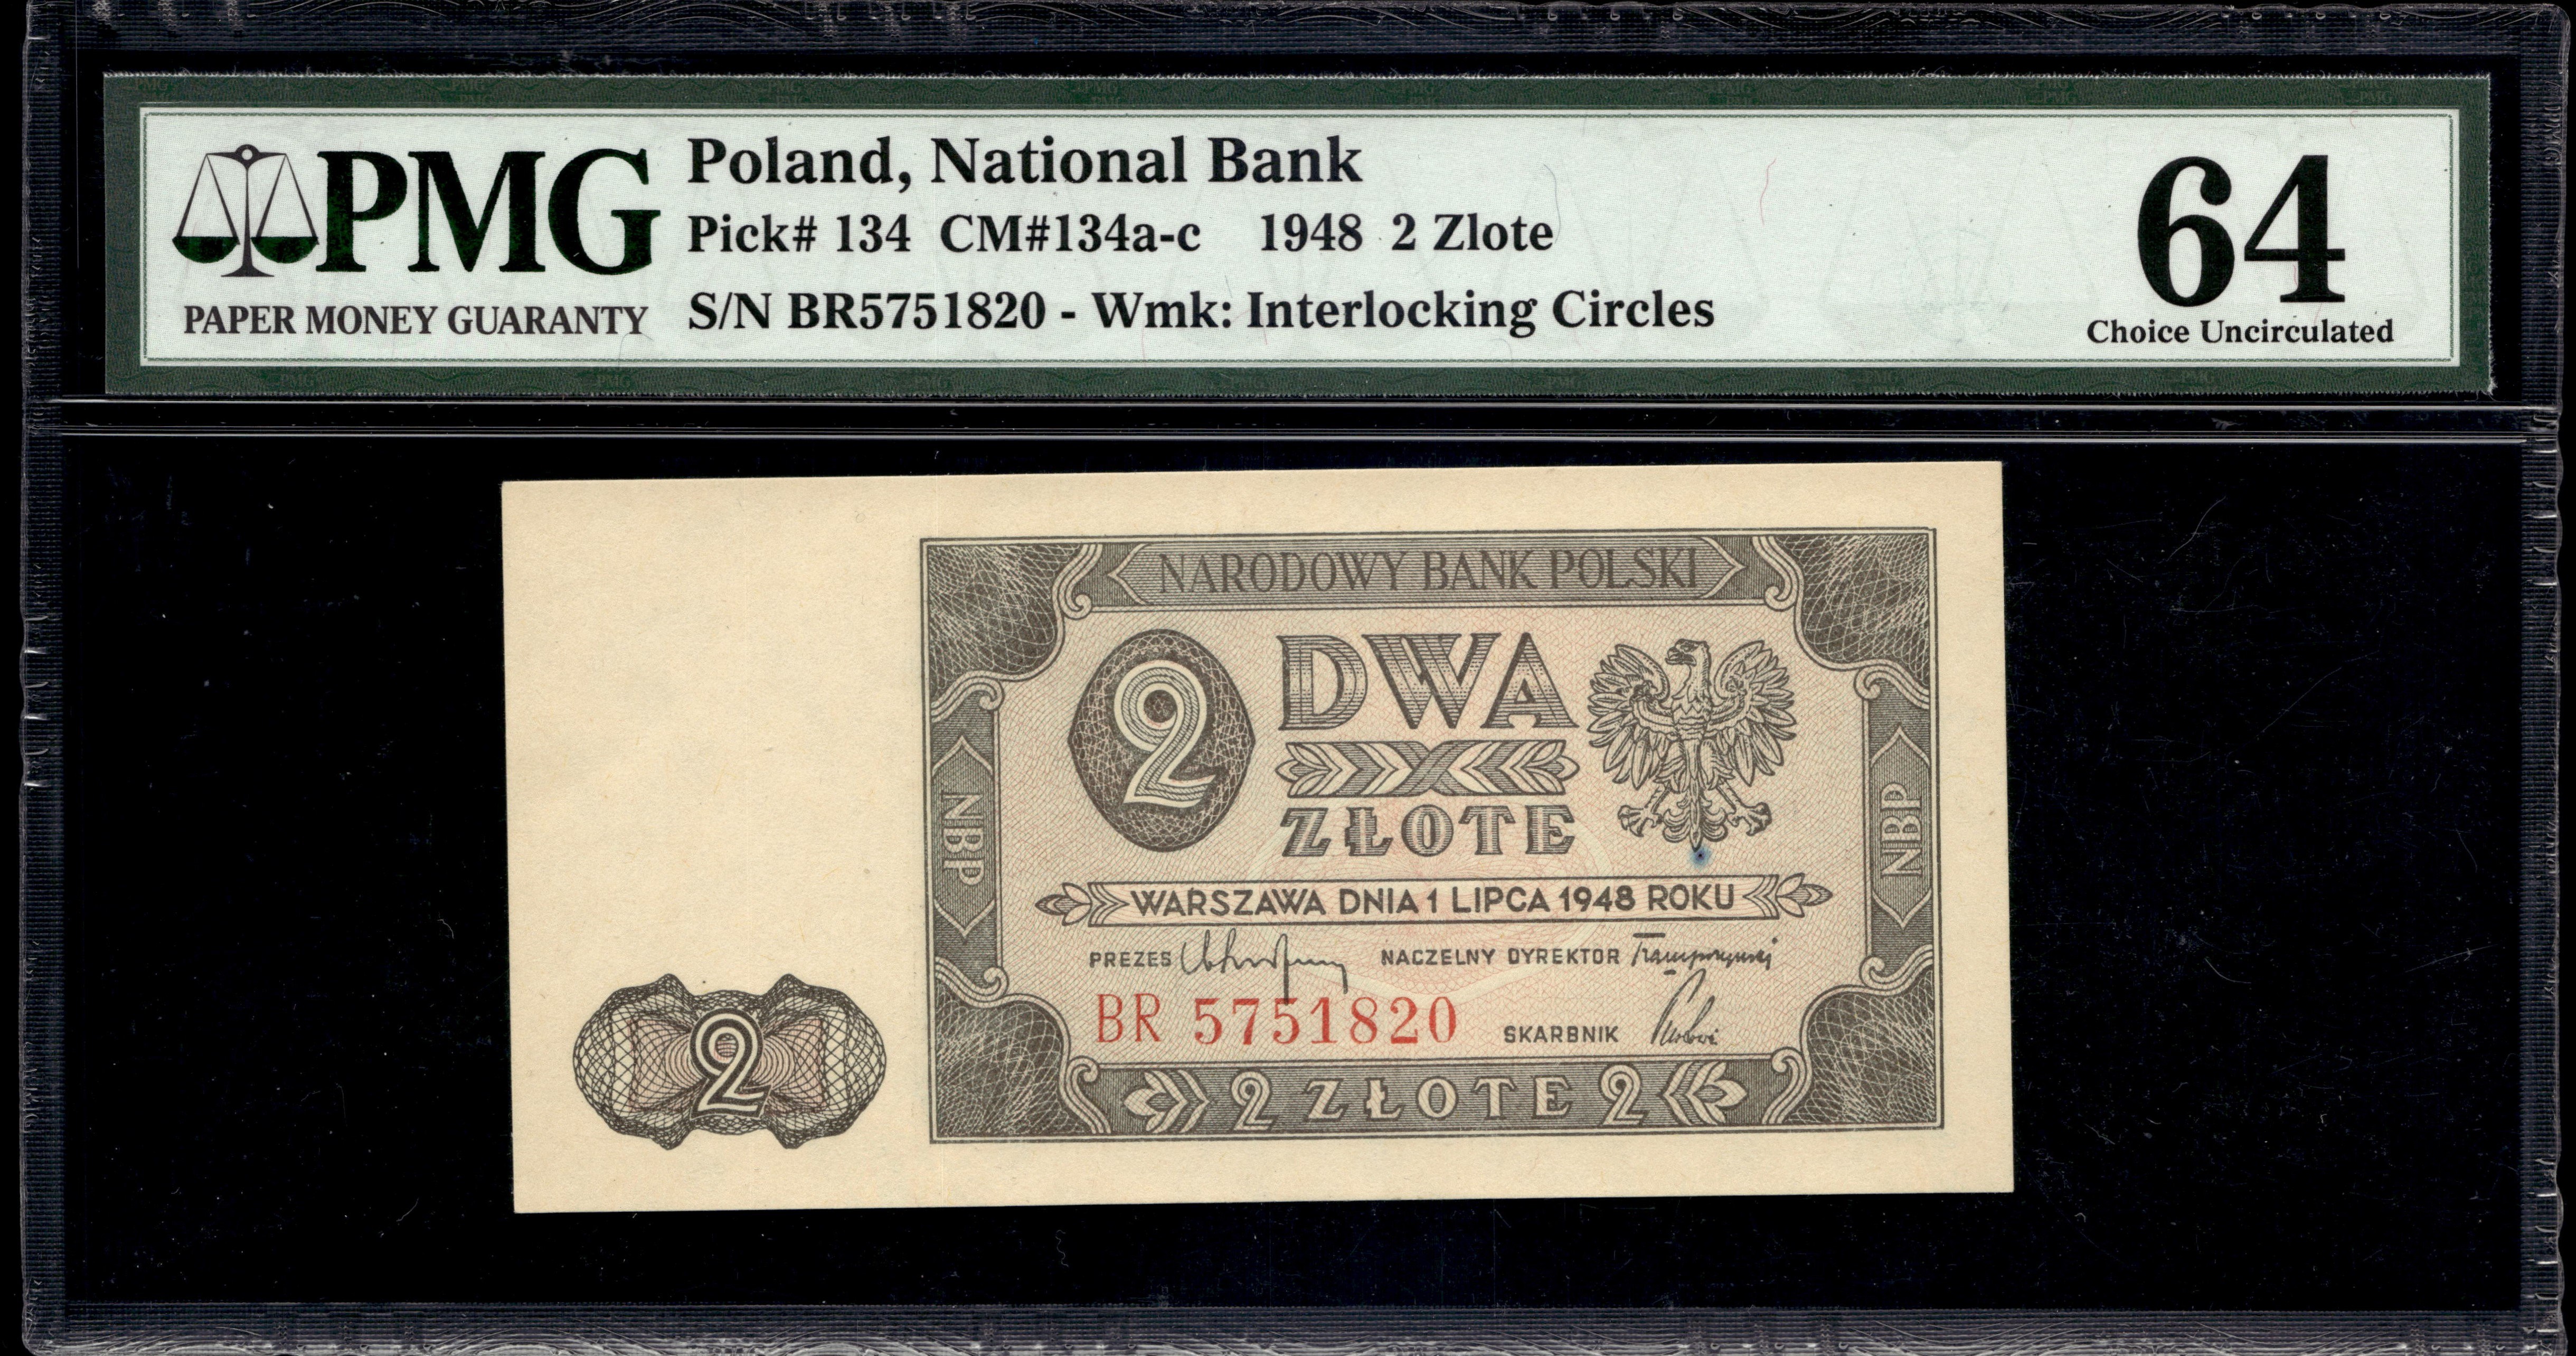 PMG
PAPER MONEY GUARANTY
Poland, National Bank
Pick# 134 CM#134a-c 1948 2 Zlote
S/N BR5751820 - Wmk: Interlocking Circles
64
Choice Uncirculated
NARODOWY BANK POLSKI
2 DWA
ZŁOTE
NBP
NBP
WARSZAWA DNIA 1 LIPCA 1948 ROKU
PREZES NACZELNY DYREKTOR
BR 5751820 SKARBNIK
2 ZŁOTE 2
2